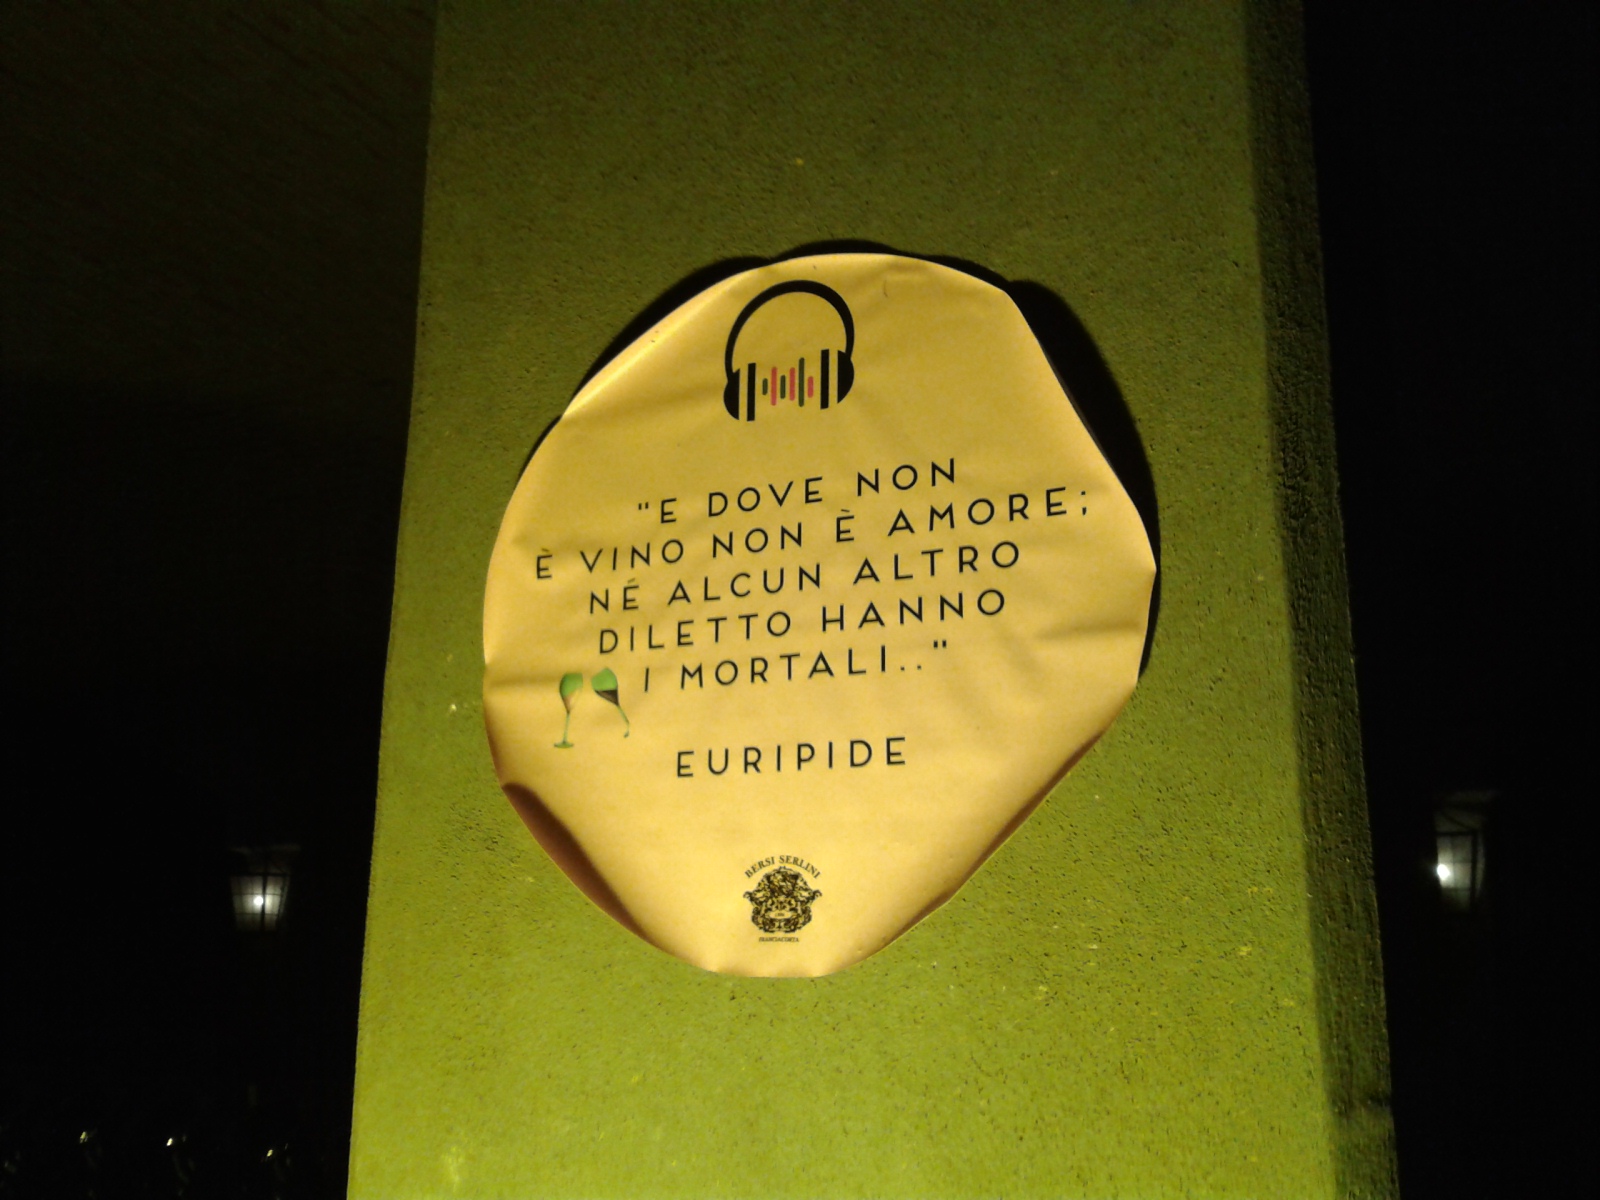 "E DOVE NON
È VINO NON È AMORE;
NÉ ALCUN ALTRO
DILETTO HANNO
I MORTALI.."
EURIPIDE
BERSI SERLINI
FRANCIACORTA